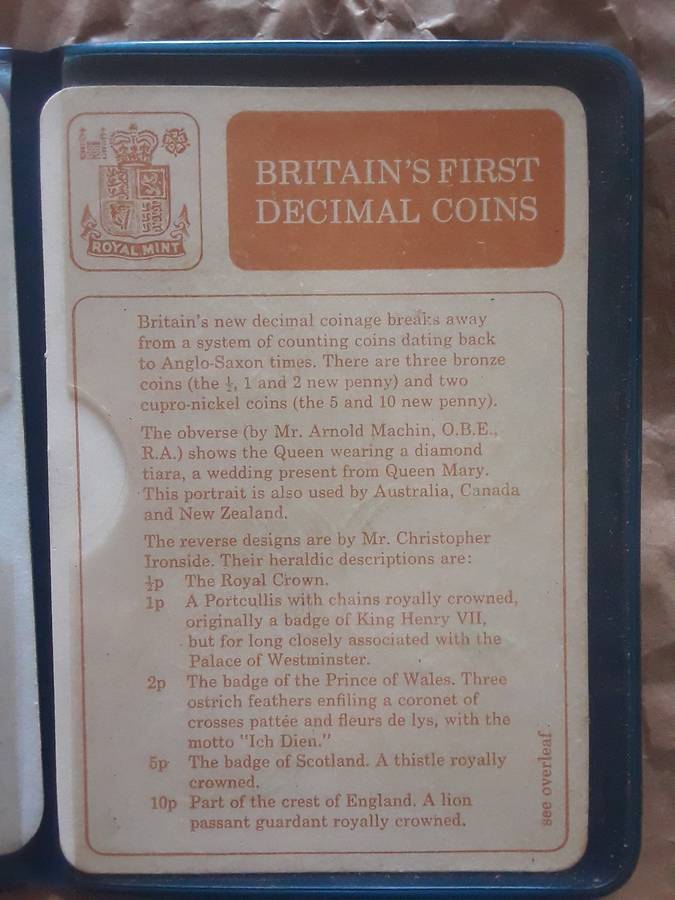 ROYAL MINT
BRITAIN'S FIRST
DECIMAL COINS
Britain's new decimal coinage breaks away
from a system of counting coins dating back
to Anglo-Saxon times. There are three bronze
coins (the ½, 1 and 2 new penny) and two
cupro-nickel coins (the 5 and 10 new penny).
The obverse (by Mr. Arnold Machin, O.B.E.,
R.A.) shows the Queen wearing a diamond
tiara, a wedding present from Queen Mary.
This portrait is also used by Australia, Canada
and New Zealand.
The reverse designs are by Mr. Christopher
Ironside. Their heraldic descriptions are:
½p The Royal Crown.
1p A Portcullis with chains royally crowned,
originally a badge of King Henry VII,
but for long closely associated with the
Palace of Westminster.
2p The badge of the Prince of Wales. Three
ostrich feathers enfiling a coronet of
crosses pattée and fleurs de lys, with the
motto "Ich Dien."
5p The badge of Scotland. A thistle royally
crowned.
10p Part of the crest of England. A lion
passant guardant royally crowned.
see overleaf